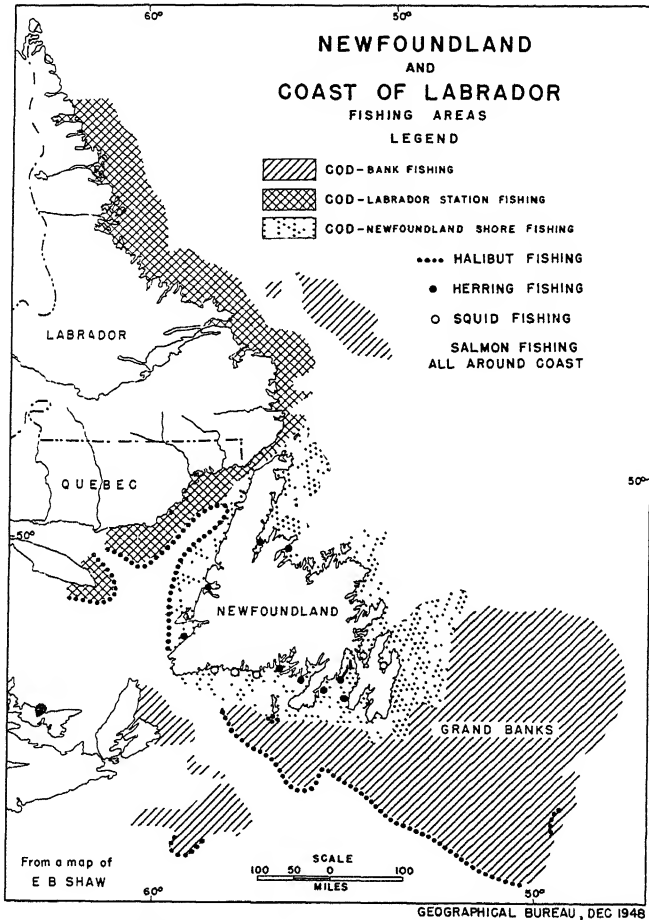 60°
50°
NEWFOUNDLAND
AND
COAST OF LABRADOR
FISHING AREAS
LEGEND
COD-BANK FISHING
COD-LABRADOR STATION FISHING
COD-NEWFOUNDLAND SHORE FISHING
HALIBUT FISHING
HERRING FISHING
SQUID FISHING
SALMON FISHING
ALL AROUND COAST
LABRADOR
QUEBEC
50°
50°
NEWFOUNDLAND
GRAND BANKS
From a map of
E B SHAW
SCALE
100 50 0 100
MILES
60°
50°
GEOGRAPHICAL BUREAU, DEC 1948